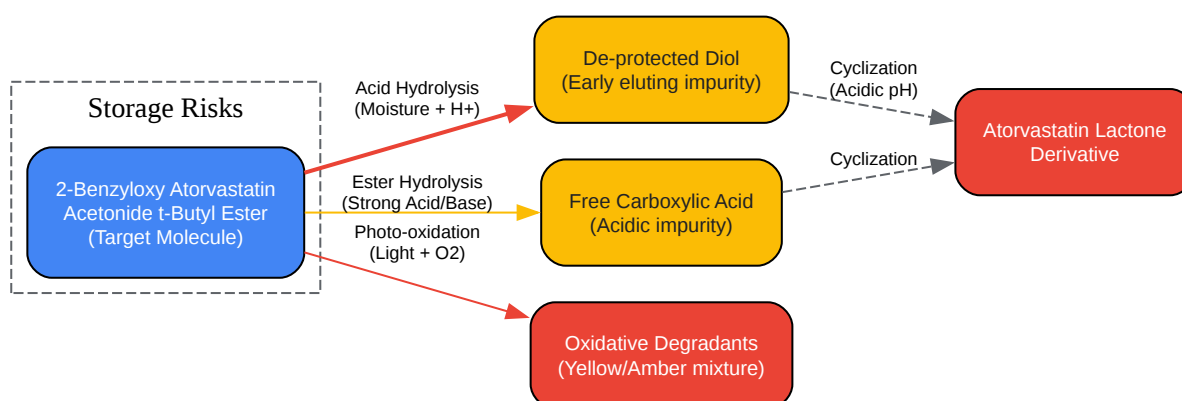 Storage Risks
2-Benzyloxy Atorvastatin
Acetonide t-Butyl Ester
(Target Molecule)
Acid Hydrolysis
(Moisture + H+)
Ester Hydrolysis
(Strong Acid/Base)
Photo-oxidation
(Light + O2)
De-protected Diol
(Early eluting impurity)
Free Carboxylic Acid
(Acidic impurity)
Oxidative Degradants
(Yellow/Amber mixture)
Cyclization
(Acidic pH)
Cyclization
Atorvastatin Lactone
Derivative